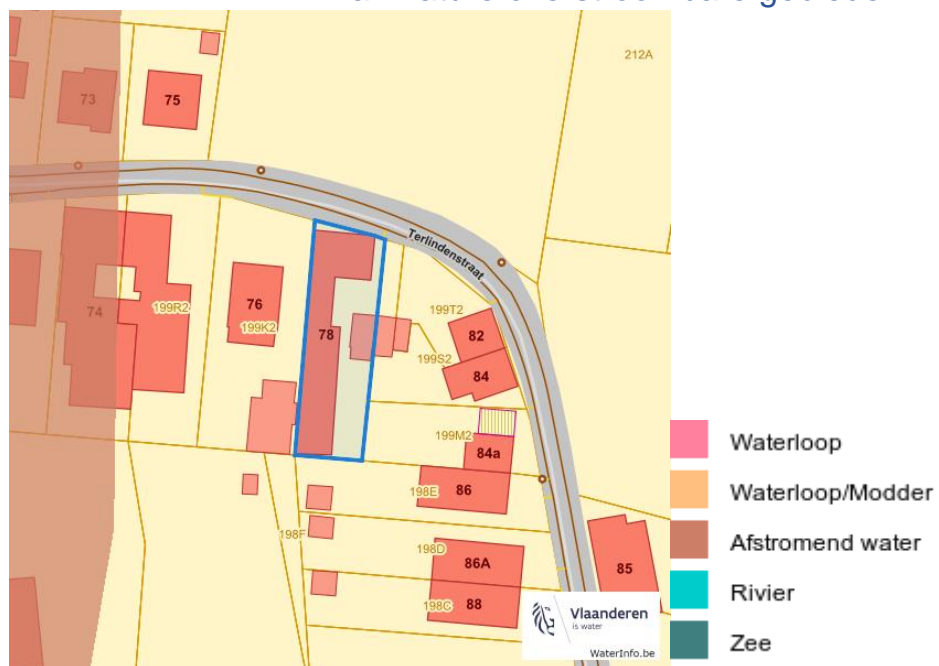 212A
73
75
Terlindenstraat
74
199R2
76
199K2
78
199T2
82
199S2
84
199M2
84a
198E
86
198F
198D
86A
85
198C
88
Vlaanderen
is water
WaterInfo.be
Waterloop
Waterloop/Modder
Afstromend water
Rivier
Zee